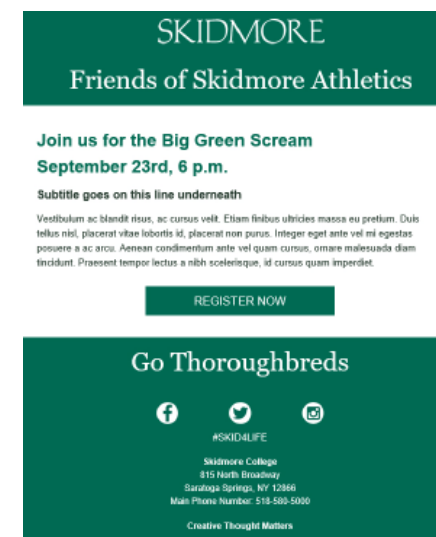 SKIDMORE
Friends of Skidmore Athletics
Join us for the Big Green Scream
September 23rd, 6 p.m.
Subtitle goes on this line underneath
Vestibulum ac blandit risus, ac cursus velit. Etiam finibus ultricies massa eu pretium. Duis
tellus nisl, placerat vitae lobortis id, placerat non purus. Integer eget ante vel mi egestas
posuere a ac arcu. Aenean condimentum ante vel quam cursus, ornare malesuada diam
tincidunt. Praesent tempor lectus a nibh scelerisque, id cursus quam imperdiet.
REGISTER NOW
Go Thoroughbreds
#SKID4LIFE
Skidmore College
815 North Broadway
Saratoga Springs, NY 12866
Main Phone Number: 518-580-5000
Creative Thought Matters